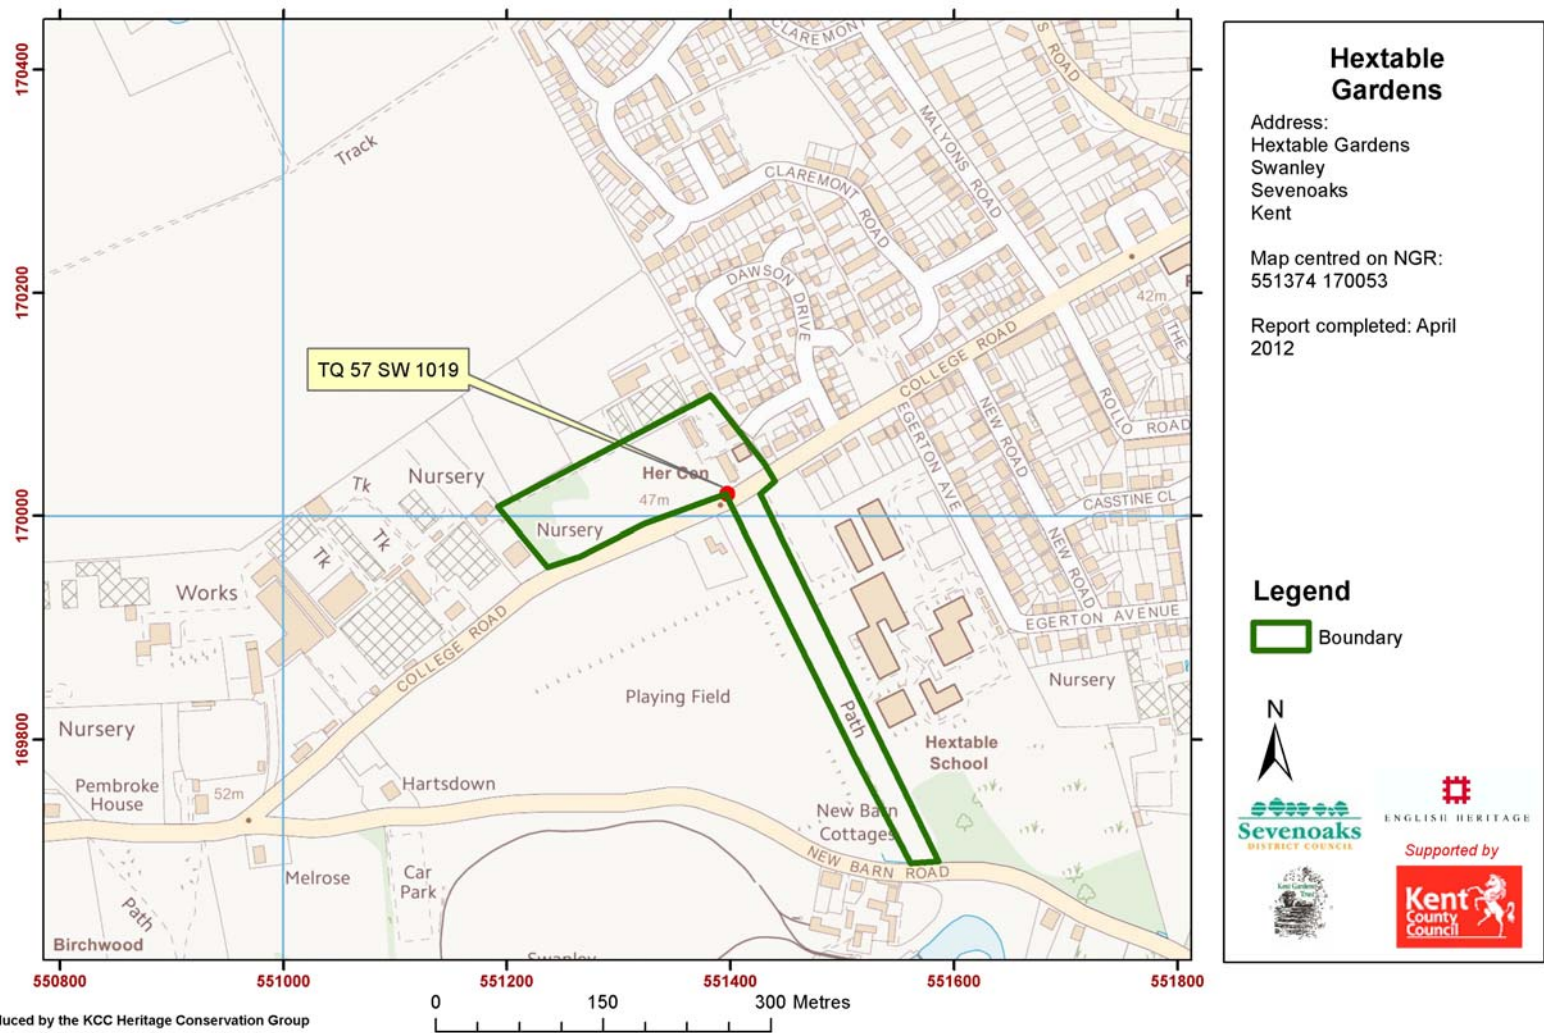 170400
170200
170000
169800
550800
551000
551200
551400
551600
551800
CLAREMONT
S ROAD
Track
MALYONS ROAD
CLAREMONT ROAD
DAWSON DRIVE
42m
THE
COLLEGE ROAD
TQ 57 SW 1019
ROLLO ROAD
NEW ROAD
EGERTON AVE
Her Cen
47m
Nursery
Tk
Nursery
Tk
Tk
CASSTINE CL
NEW ROAD
Works
EGERTON AVENUE
COLLEGE ROAD
Playing Field
Path
Nursery
Nursery
Hextable
School
Pembroke
House
52m
Hartsdown
New Barn
Cottages
NEW BARN ROAD
Melrose
Car
Park
Path
Birchwood
Swanley
0 150 300 Metres
duced by the KCC Heritage Conservation Group
Hextable
Gardens
Address:
Hextable Gardens
Swanley
Sevenoaks
Kent
Map centred on NGR:
551374 170053
Report completed: April
2012
Legend
Boundary
N
Sevenoaks
DISTRICT COUNCIL
ENGLISH HERITAGE
Supported by
Kent Gardens
Trust
Kent
County
Council